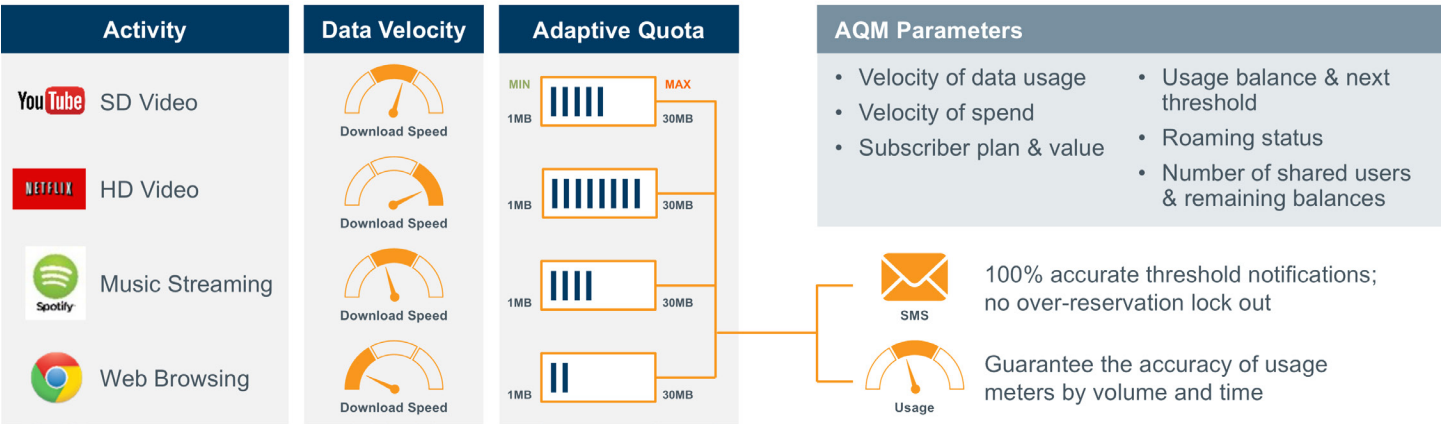 Activity
Data Velocity
Adaptive Quota
AQM Parameters
YouTube
SD Video
Download Speed
MIN
MAX
1MB
30MB
NETFLIX
HD Video
Download Speed
1MB
30MB
Spotify
Music Streaming
Download Speed
1MB
30MB
Web Browsing
Download Speed
1MB
30MB
• Velocity of data usage
• Velocity of spend
• Subscriber plan & value
• Usage balance & next
threshold
• Roaming status
• Number of shared users
& remaining balances
SMS
100% accurate threshold notifications;
no over-reservation lock out
Usage
Guarantee the accuracy of usage
meters by volume and time